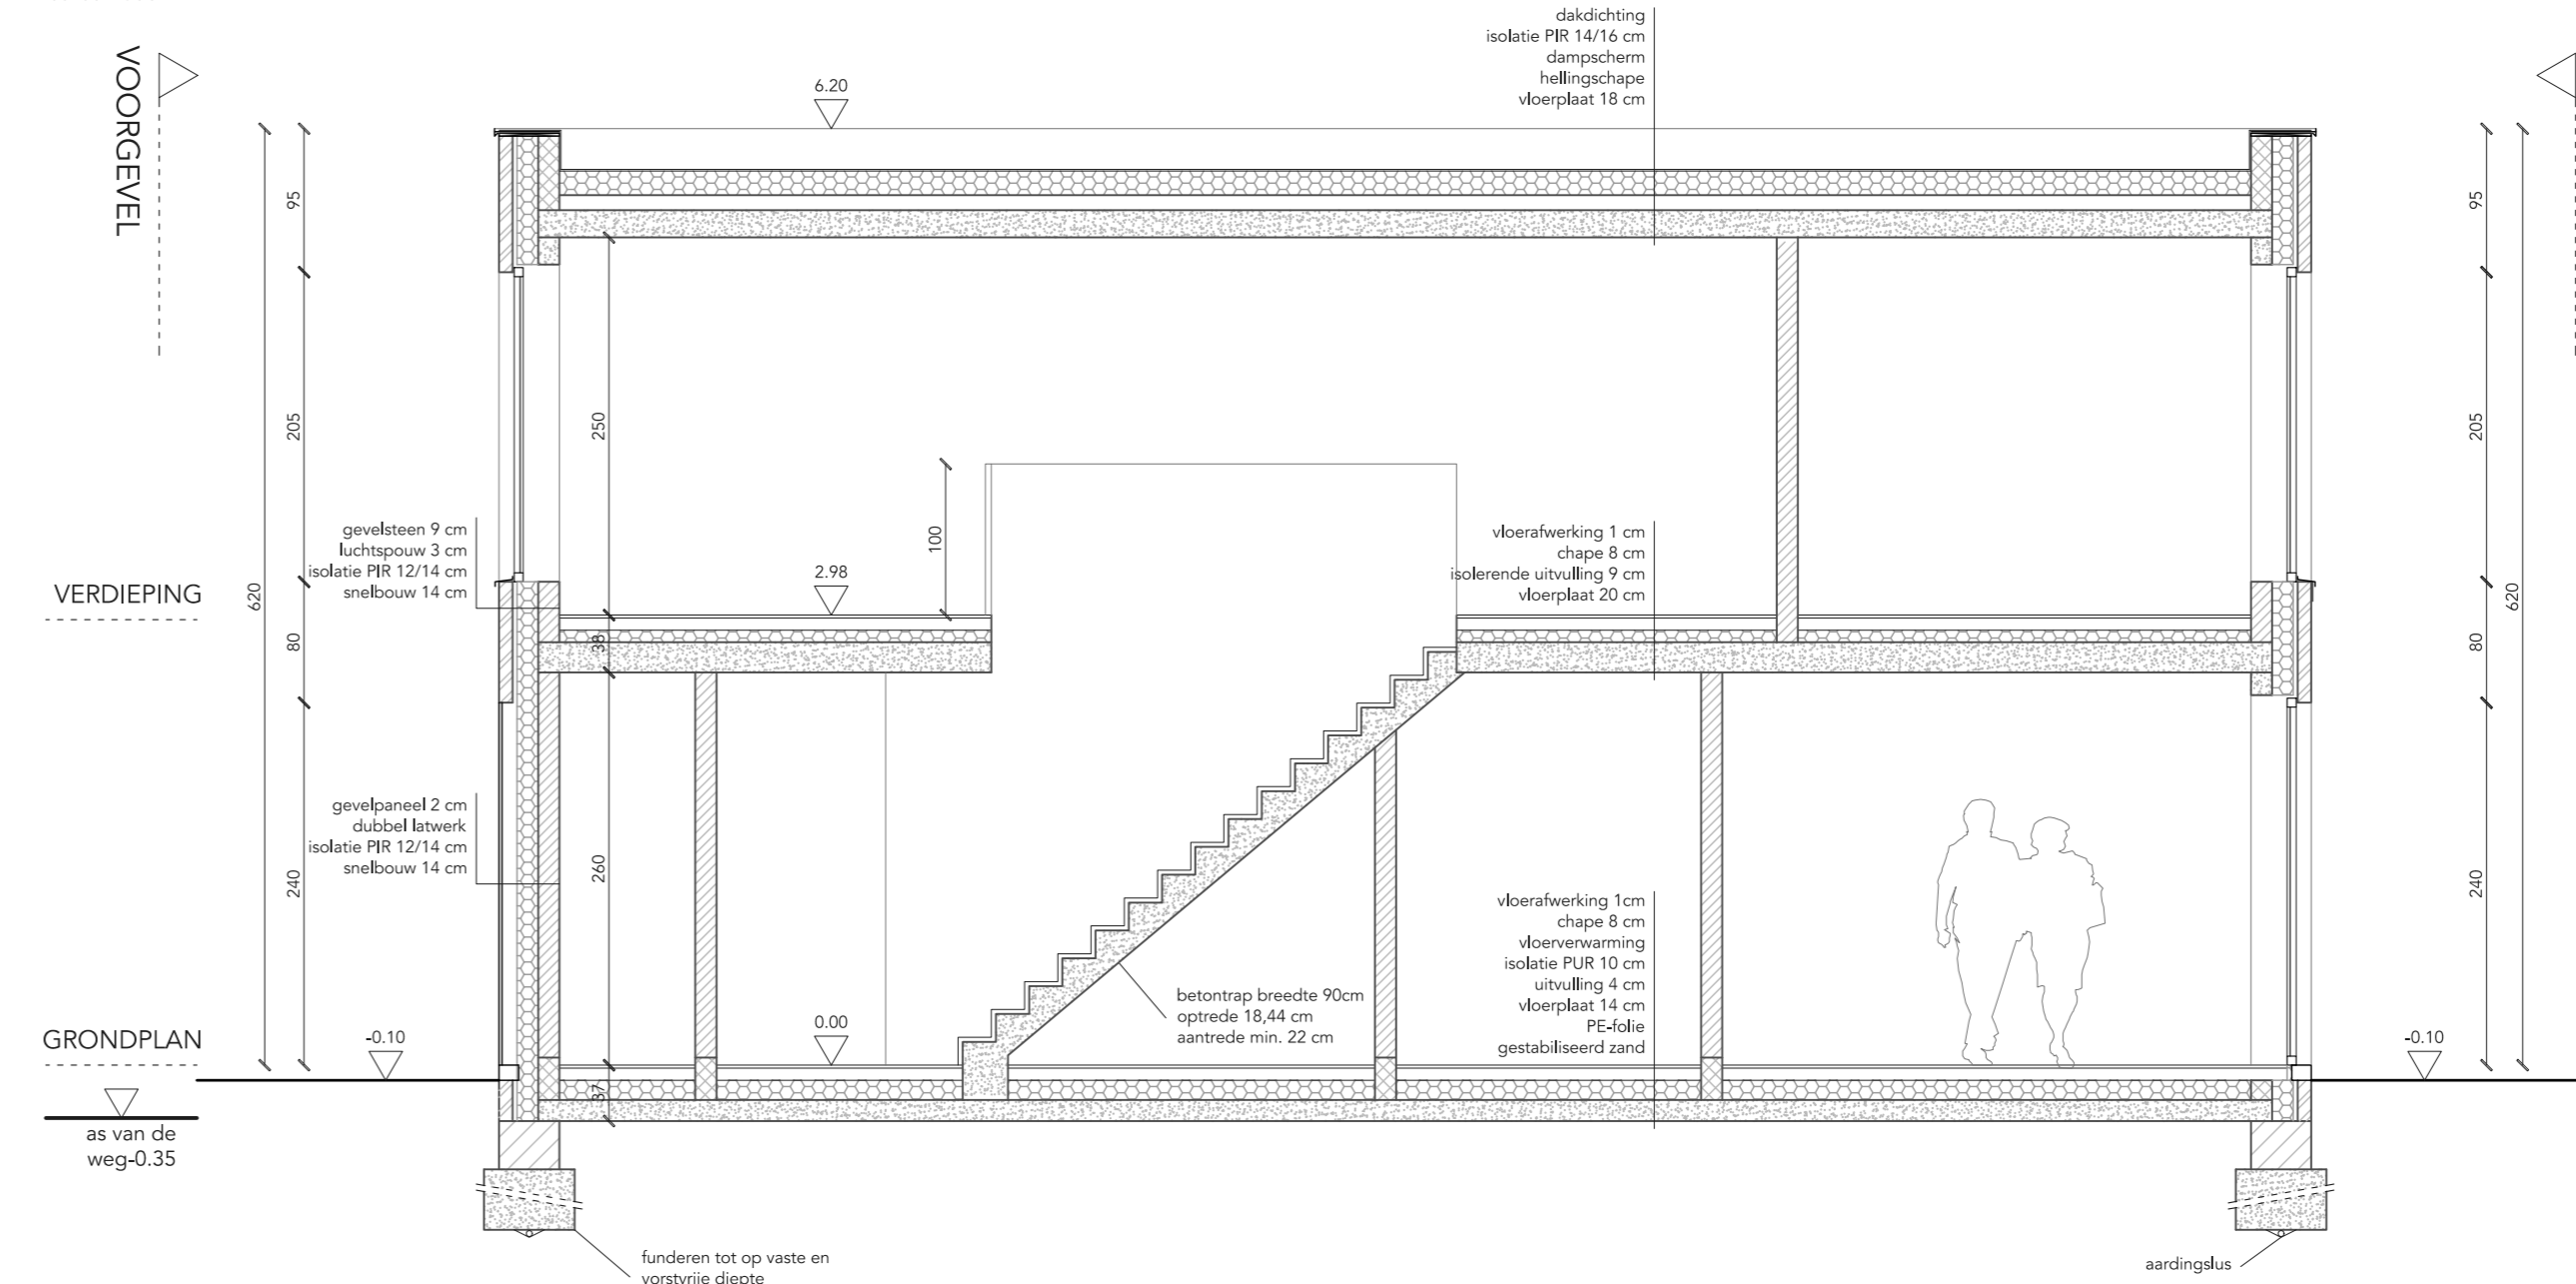 dakdichting
isolatie PIR 14/16 cm
dampscherm
hellingschape
vloerplaat 18 cm
VOORGEVEL
6.20
95
95
205
250
205
100
gevelsteen 9 cm
luchtspouw 3 cm
isolatie PIR 12/14 cm
snelbouw 14 cm
vloerafwerking 1 cm
chape 8 cm
isolerende uitvulling 9 cm
vloerplaat 20 cm
2.98
VERDIEPING
620
620
80
38
80
gevelpaneel 2 cm
dubbel latwerk
isolatie PIR 12/14 cm
snelbouw 14 cm
240
260
240
vloerafwerking 1cm
chape 8 cm
vloerverwarming
isolatie PUR 10 cm
uitvulling 4 cm
vloerplaat 14 cm
PE-folie
gestabiliseerd zand
betontrap breedte 90cm
optrede 18,44 cm
aantrede min. 22 cm
GRONDPLAN
-0.10
0.00
-0.10
37
as van de
weg-0.35
funderen tot op vaste en
vorstvrije diepte
aardingslus